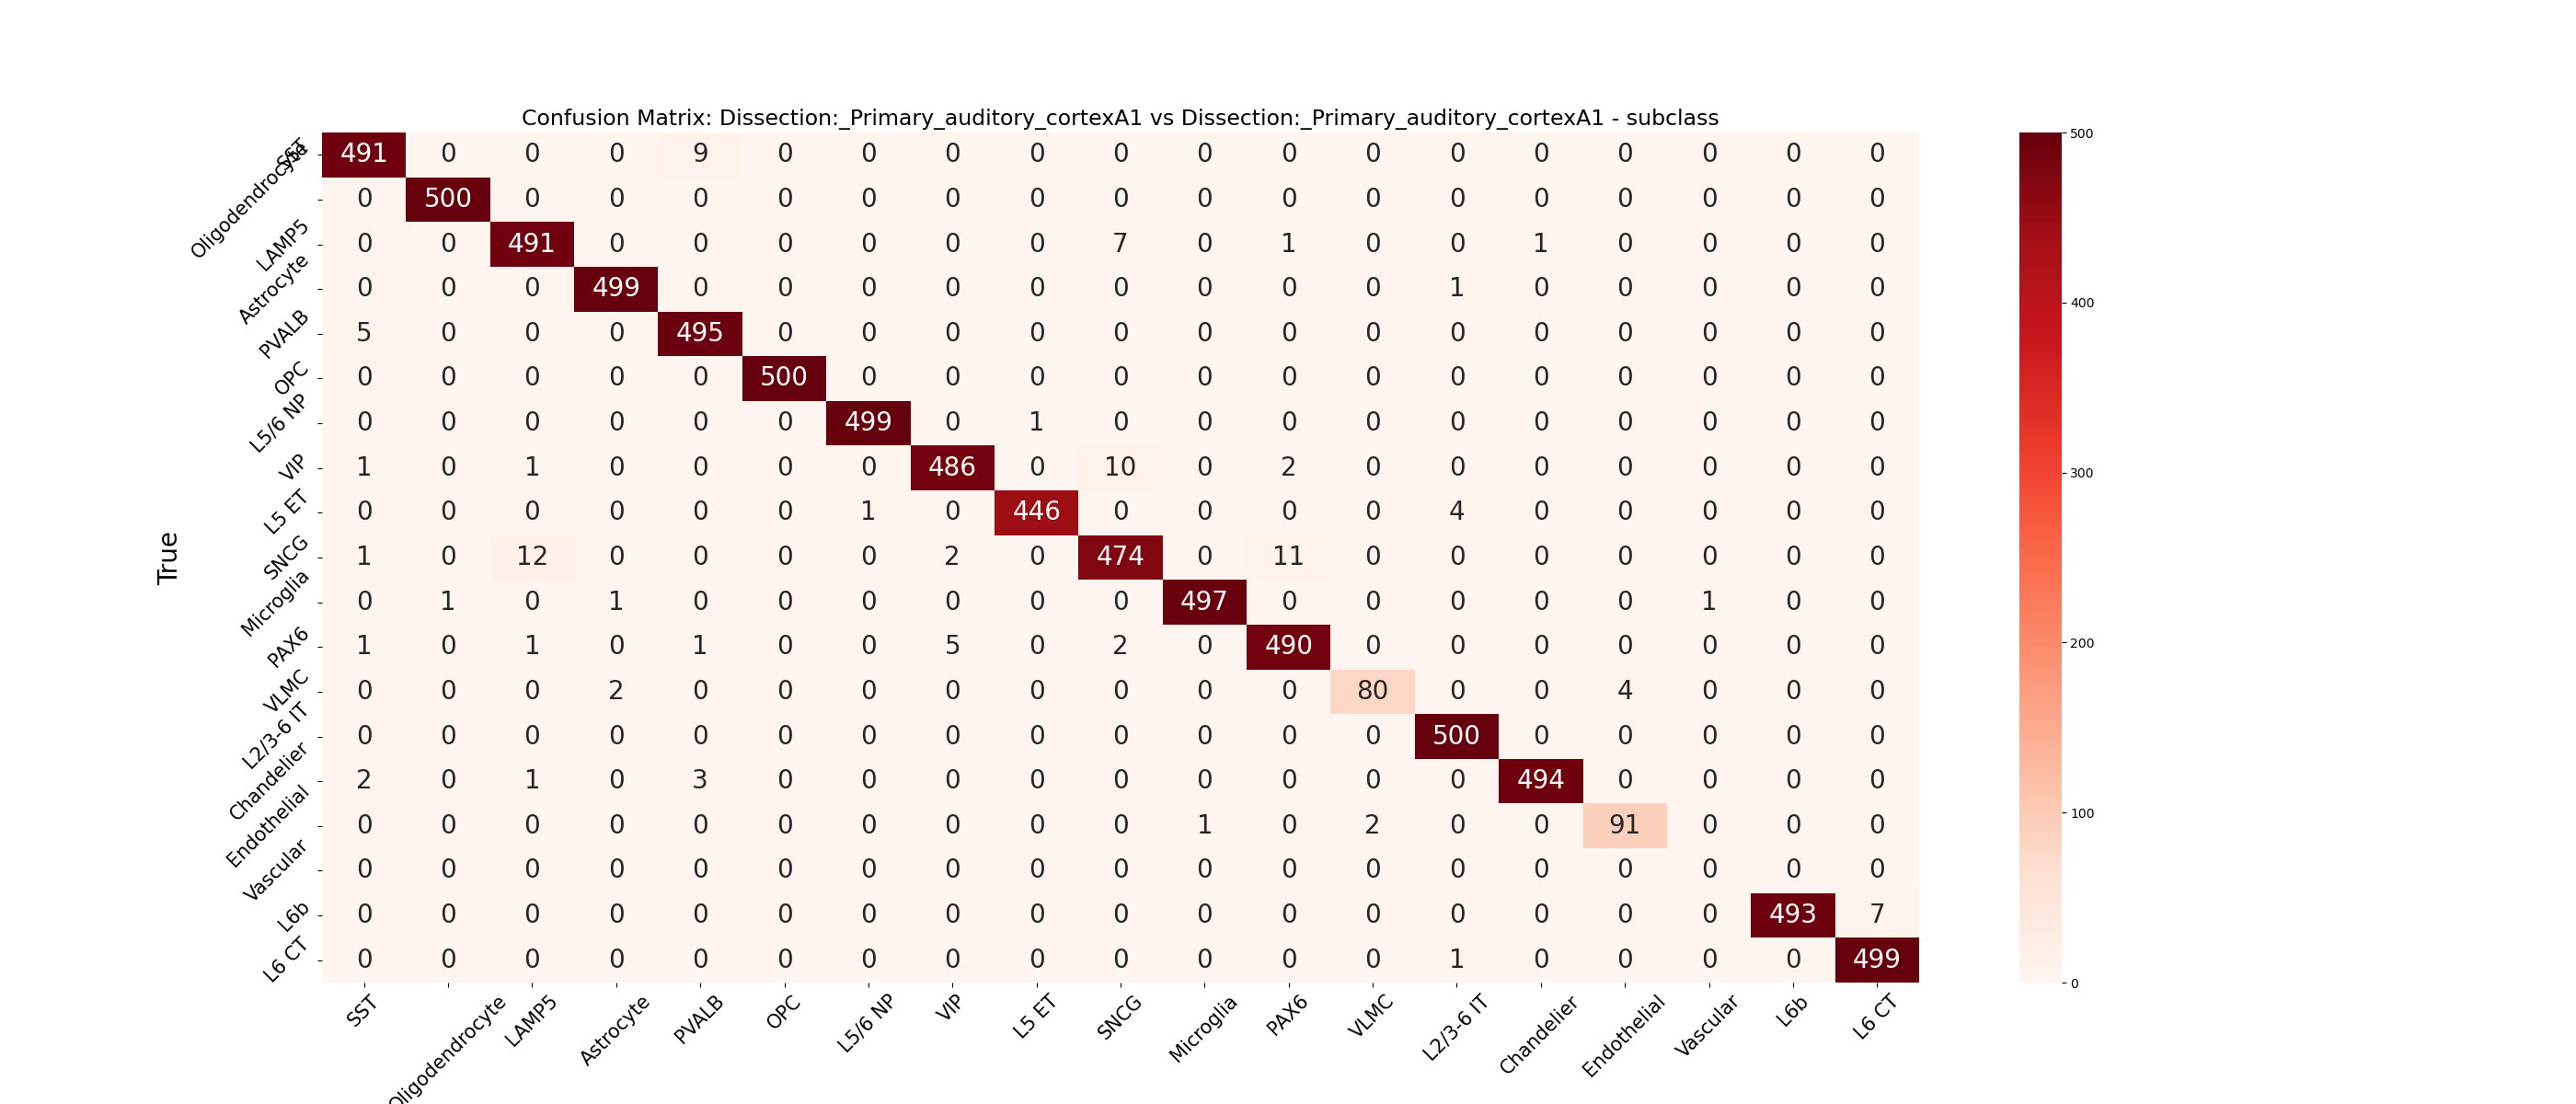 Confusion Matrix: Dissection:_Primary_auditory_cortexA1 vs Dissection:_Primary_auditory_cortexA1 - subclass
True
SST 491 0 0 0 9 0 0 0 0 0 0 0 0 0 0 0 0 0 0
Oligodendrocyte 0 500 0 0 0 0 0 0 0 0 0 0 0 0 0 0 0 0 0
LAMP5 0 0 491 0 0 0 0 0 0 7 0 1 0 0 1 0 0 0 0
Astrocyte 0 0 0 499 0 0 0 0 0 0 0 0 0 1 0 0 0 0 0
PVALB 5 0 0 0 495 0 0 0 0 0 0 0 0 0 0 0 0 0 0
OPC 0 0 0 0 0 500 0 0 0 0 0 0 0 0 0 0 0 0 0
L5/6 NP 0 0 0 0 0 0 499 0 1 0 0 0 0 0 0 0 0 0 0
VIP 1 0 1 0 0 0 0 486 0 10 0 2 0 0 0 0 0 0 0
L5 ET 0 0 0 0 0 0 1 0 446 0 0 0 0 4 0 0 0 0 0
SNCG 1 0 12 0 0 0 0 2 0 474 0 11 0 0 0 0 0 0 0
Microglia 0 1 0 1 0 0 0 0 0 0 497 0 0 0 0 0 1 0 0
PAX6 1 0 1 0 1 0 0 5 0 2 0 490 0 0 0 0 0 0 0
VLMC 0 0 0 2 0 0 0 0 0 0 0 0 80 0 0 4 0 0 0
L2/3-6 IT 0 0 0 0 0 0 0 0 0 0 0 0 0 500 0 0 0 0 0
Chandelier 2 0 1 0 3 0 0 0 0 0 0 0 0 0 494 0 0 0 0
Endothelial 0 0 0 0 0 0 0 0 0 0 1 0 2 0 0 91 0 0 0
Vascular 0 0 0 0 0 0 0 0 0 0 0 0 0 0 0 0 0 0 0
L6b 0 0 0 0 0 0 0 0 0 0 0 0 0 0 0 0 0 493 7
L6 CT 0 0 0 0 0 0 0 0 0 0 0 0 0 1 0 0 0 0 499
SST Oligodendrocyte LAMP5 Astrocyte PVALB OPC L5/6 NP VIP L5 ET SNCG Microglia PAX6 VLMC L2/3-6 IT Chandelier Endothelial Vascular L6b L6 CT
500
400
300
200
100
0